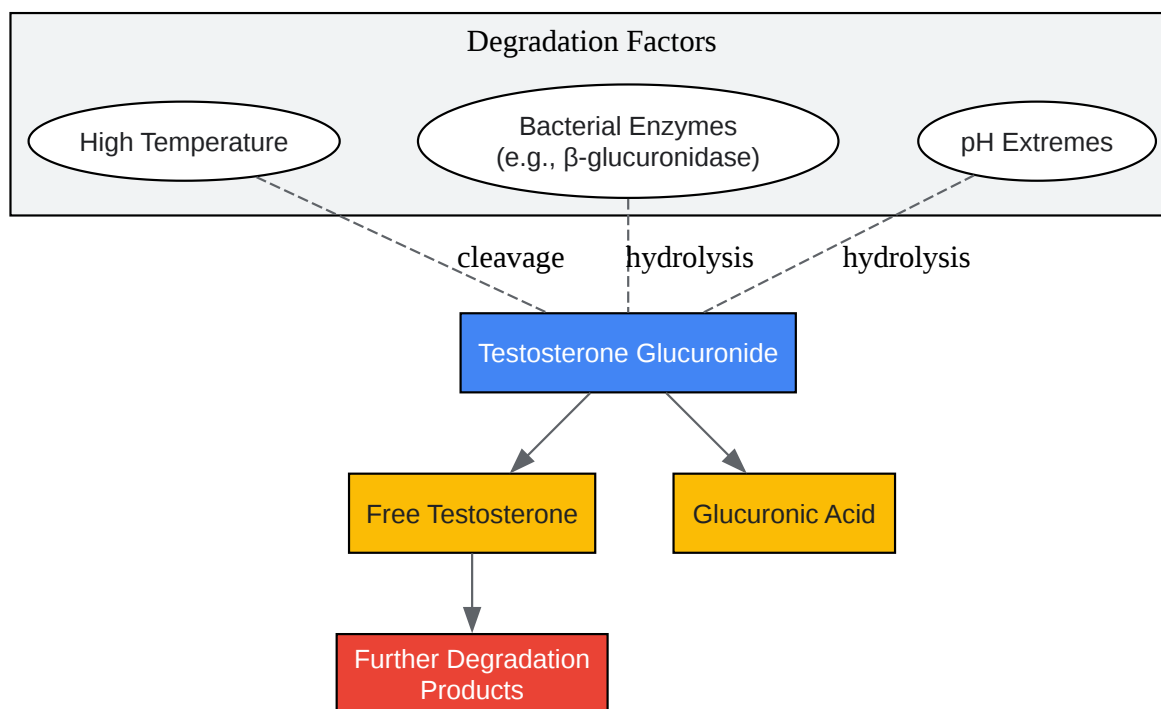 Degradation Factors
High Temperature
Bacterial Enzymes
(e.g., β-glucuronidase)
pH Extremes
cleavage
hydrolysis
hydrolysis
Testosterone Glucuronide
Free Testosterone
Glucuronic Acid
Further Degradation
Products